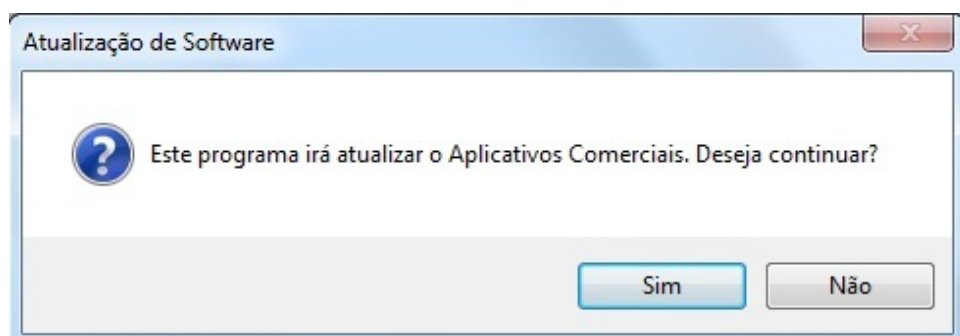 Atualização de Software
Este programa irá atualizar o Aplicativos Comerciais. Deseja continuar?
Sim
Não